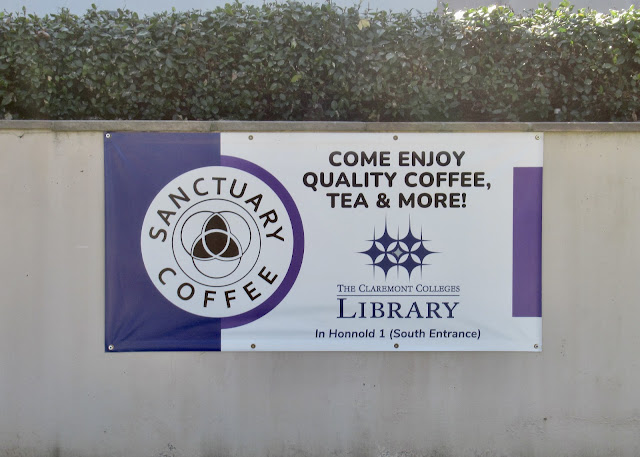 SANCTUARY
COFFEE
COME ENJOY
QUALITY COFFEE,
TEA & MORE!
THE CLAREMONT COLLEGES
LIBRARY
In Honnold 1 (South Entrance)